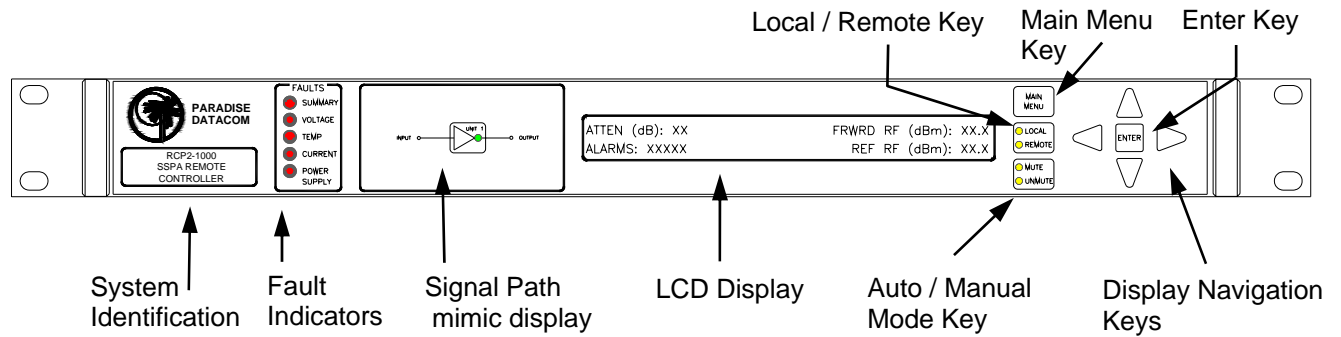 Local / Remote Key
Main Menu
Key
Enter Key
PARADISE
DATACOM
RCP2-1000
SSPA REMOTE
CONTROLLER
FAULTS
SUMMARY
VOLTAGE
TEMP
CURRENT
POWER
SUPPLY
INPUT
UNIT 1
OUTPUT
ATTEN (dB): XX
FRWRD RF (dBm): XX.X
ALARMS: XXXXX
REF RF (dBm): XX.X
MAIN
MENU
LOCAL
REMOTE
MUTE
UNMUTE
ENTER
System
Identification
Fault
Indicators
Signal Path
mimic display
LCD Display
Auto / Manual
Mode Key
Display Navigation
Keys